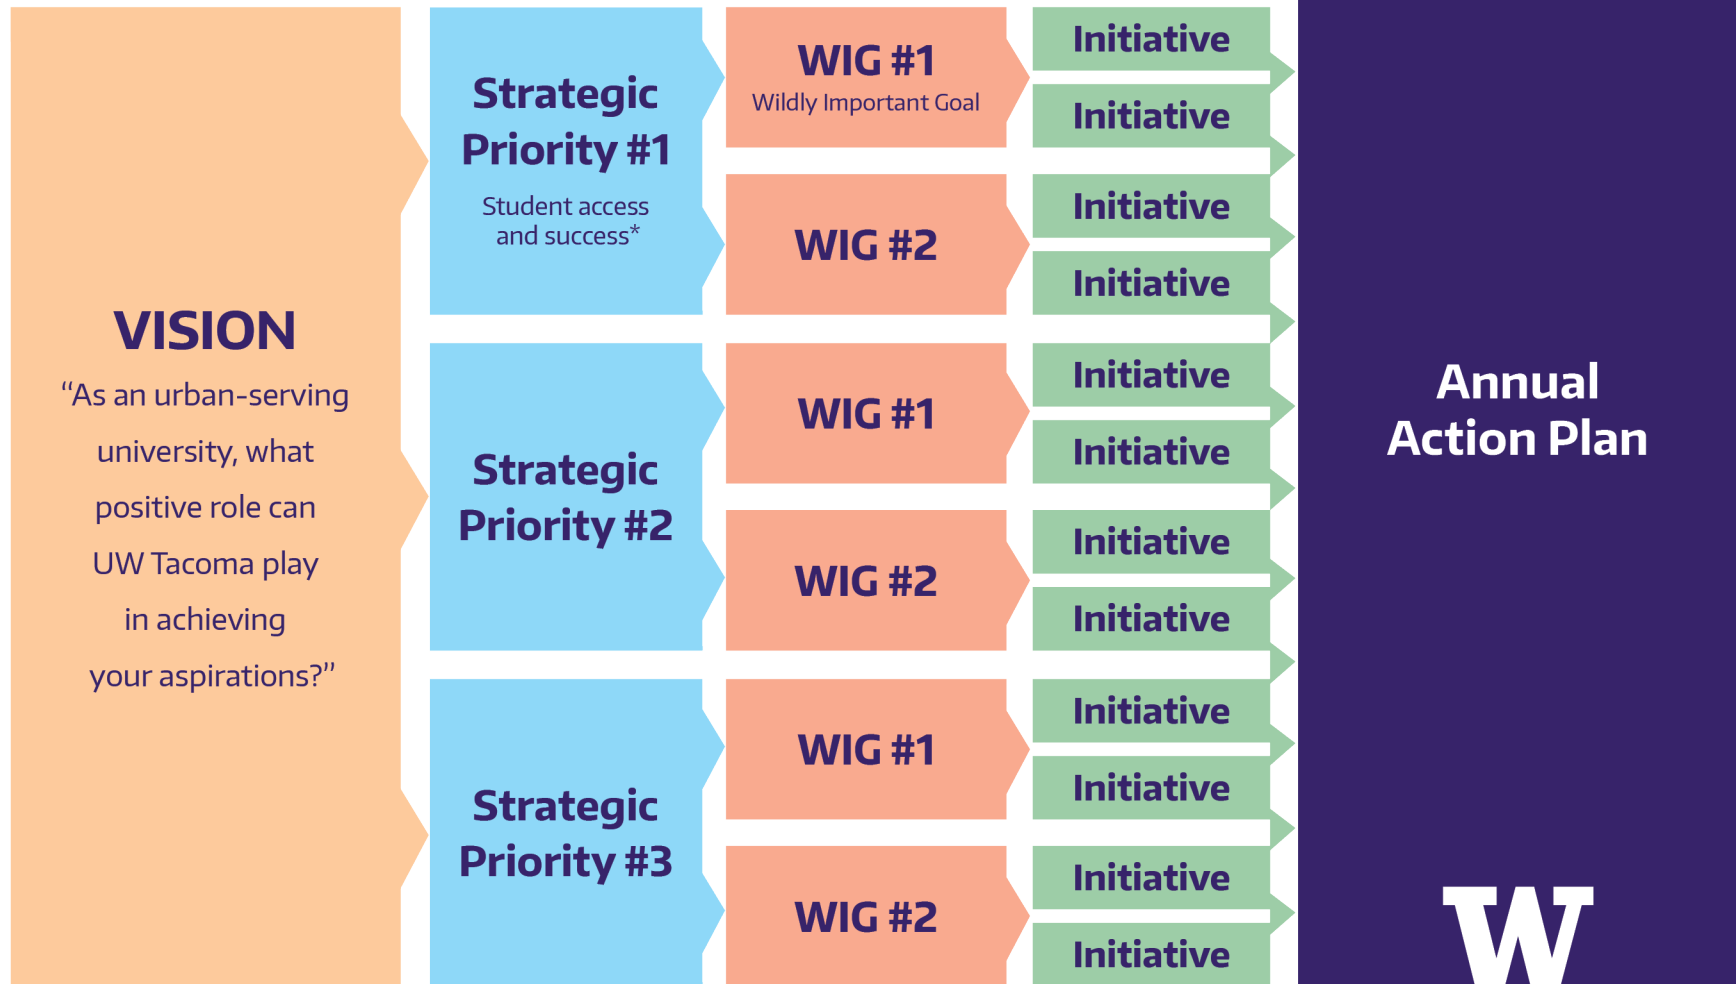 VISION
“As an urban-serving
university, what
positive role can
UW Tacoma play
in achieving
your aspirations?”
Strategic
Priority #1
Student access
and success*
Strategic
Priority #2
Strategic
Priority #3
WIG #1
Wildly Important Goal
WIG #2
WIG #1
WIG #2
WIG #1
WIG #2
Initiative
Initiative
Initiative
Initiative
Initiative
Initiative
Initiative
Initiative
Initiative
Initiative
Initiative
Initiative
Annual
Action Plan
W